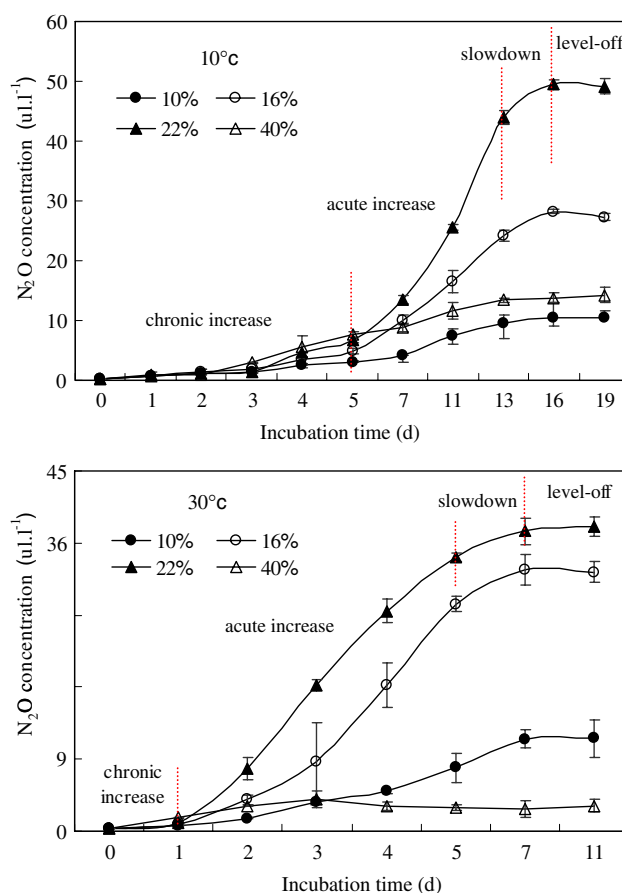 60
50
40
30
20
10
0
N₂O concentration (ul.l⁻¹)
10°c
10%
16%
22%
40%
slowdown
level-off
acute increase
chronic increase
0 1 2 3 4 5 7 11 13 16 19
Incubation time (d)
45
36
9
0
N₂O concentration (ul.l⁻¹)
30°c
10%
16%
22%
40%
slowdown
level-off
acute increase
chronic
increase
0 1 2 3 4 5 7 11
Incubation time (d)